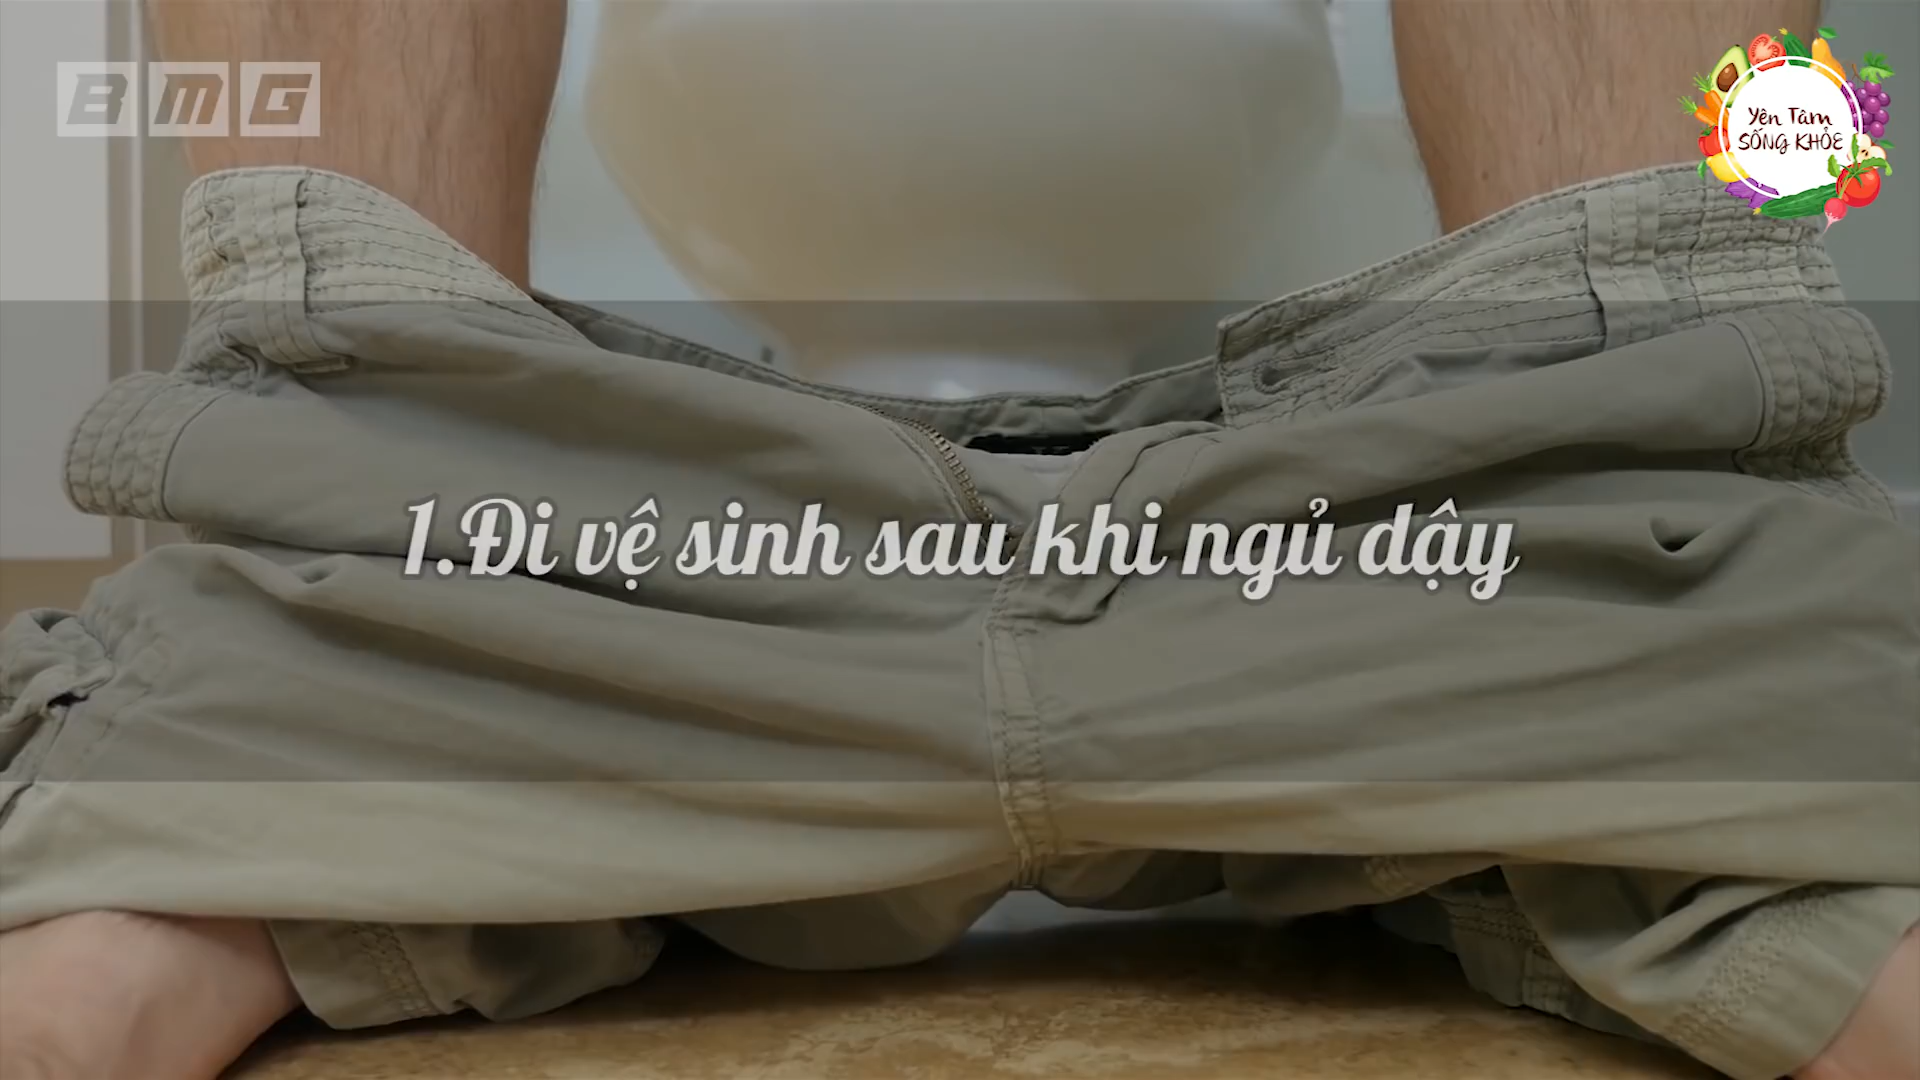 BMG
Yên Tâm
SỐNG KHỎE
1.Đi vệ sinh sau khi ngủ dậy